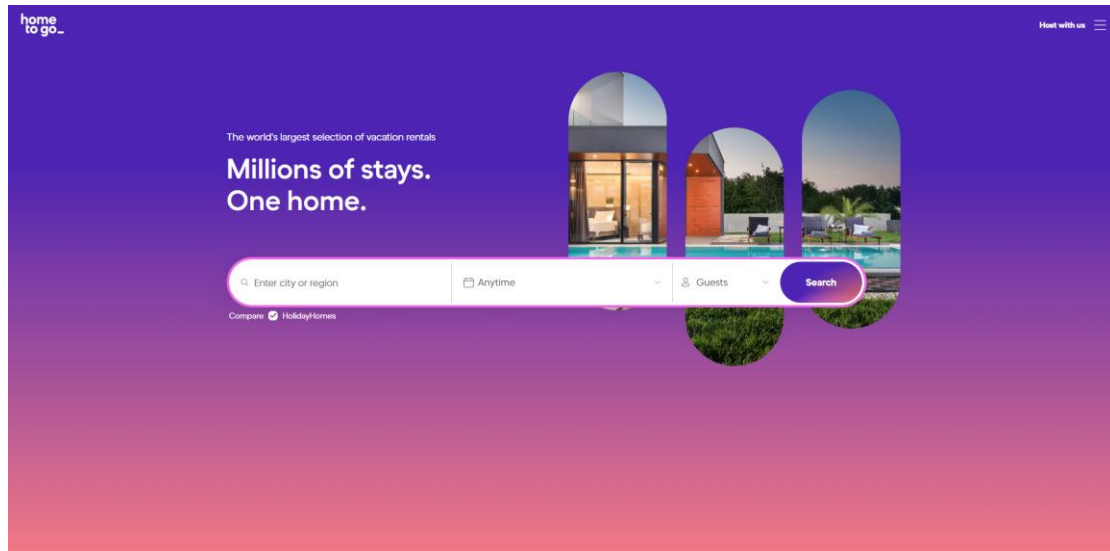 home
to go_
Host with us
The world's largest selection of vacation rentals
Millions of stays.
One home.
Enter city or region
Anytime
Guests
Search
Compare HolidayHomes